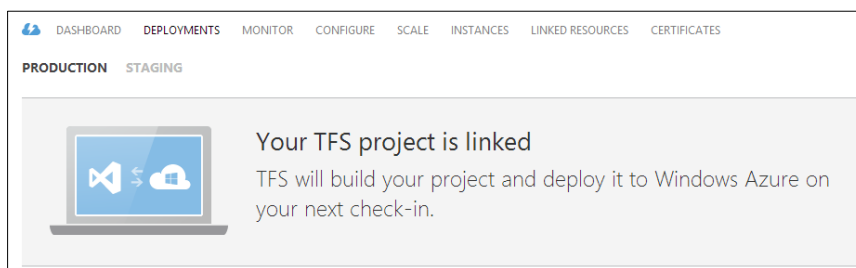 DASHBOARD DEPLOYMENTS MONITOR CONFIGURE SCALE INSTANCES LINKED RESOURCES CERTIFICATES
PRODUCTION STAGING
Your TFS project is linked
TFS will build your project and deploy it to Windows Azure on
your next check-in.